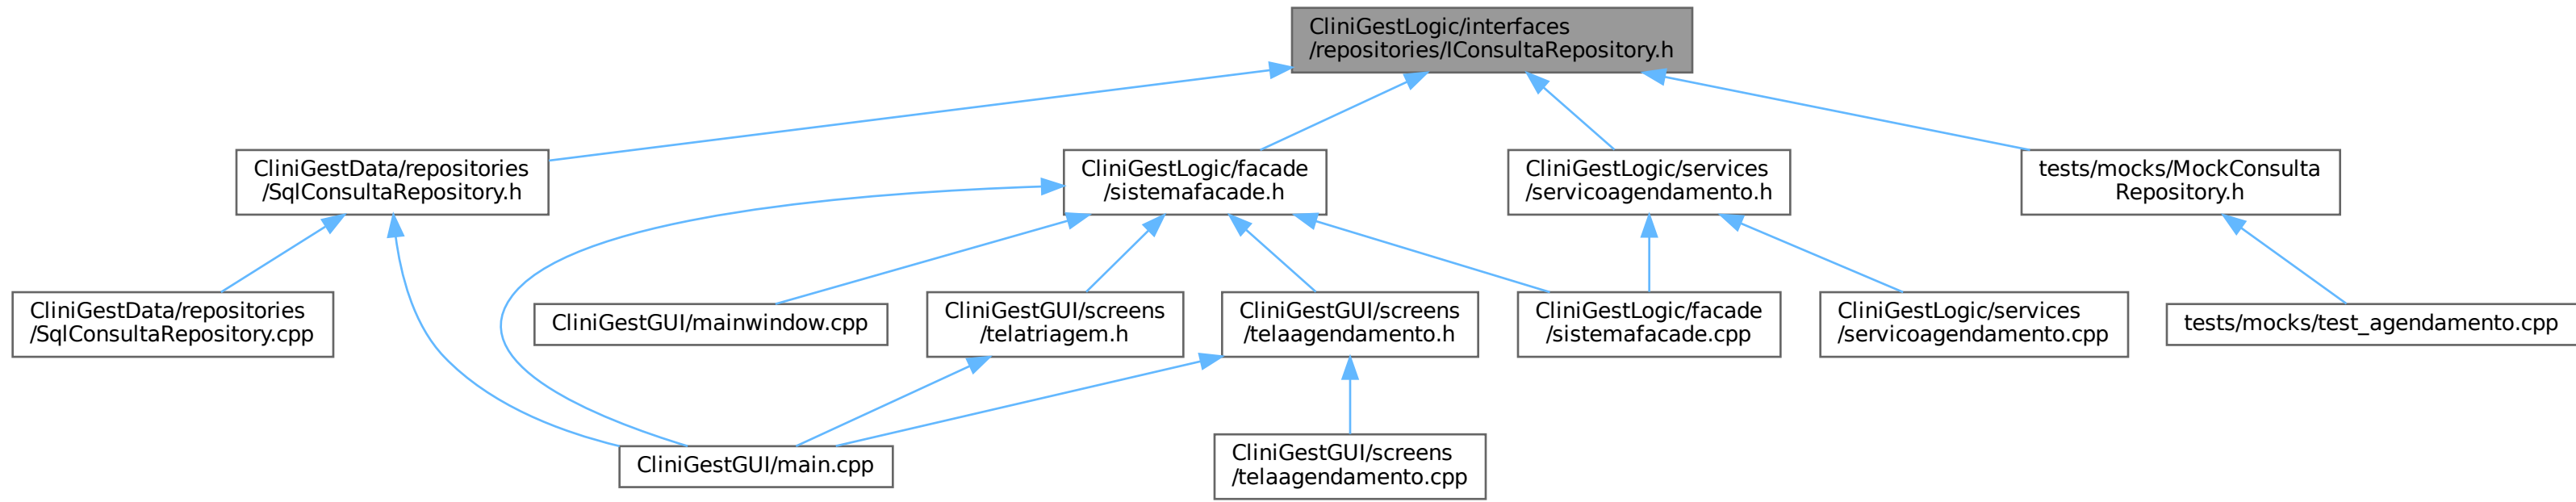 CliniGestLogic/interfaces
/repositories/IConsultaRepository.h
CliniGestData/repositories
/SqlConsultaRepository.h
CliniGestLogic/facade
/sistemafacade.h
CliniGestLogic/services
/servicoagendamento.h
tests/mocks/MockConsulta
Repository.h
CliniGestData/repositories
/SqlConsultaRepository.cpp
CliniGestGUI/mainwindow.cpp
CliniGestGUI/screens
/telatriagem.h
CliniGestGUI/screens
/telaagendamento.h
CliniGestLogic/facade
/sistemafacade.cpp
CliniGestLogic/services
/servicoagendamento.cpp
tests/mocks/test_agendamento.cpp
CliniGestGUI/main.cpp
CliniGestGUI/screens
/telaagendamento.cpp